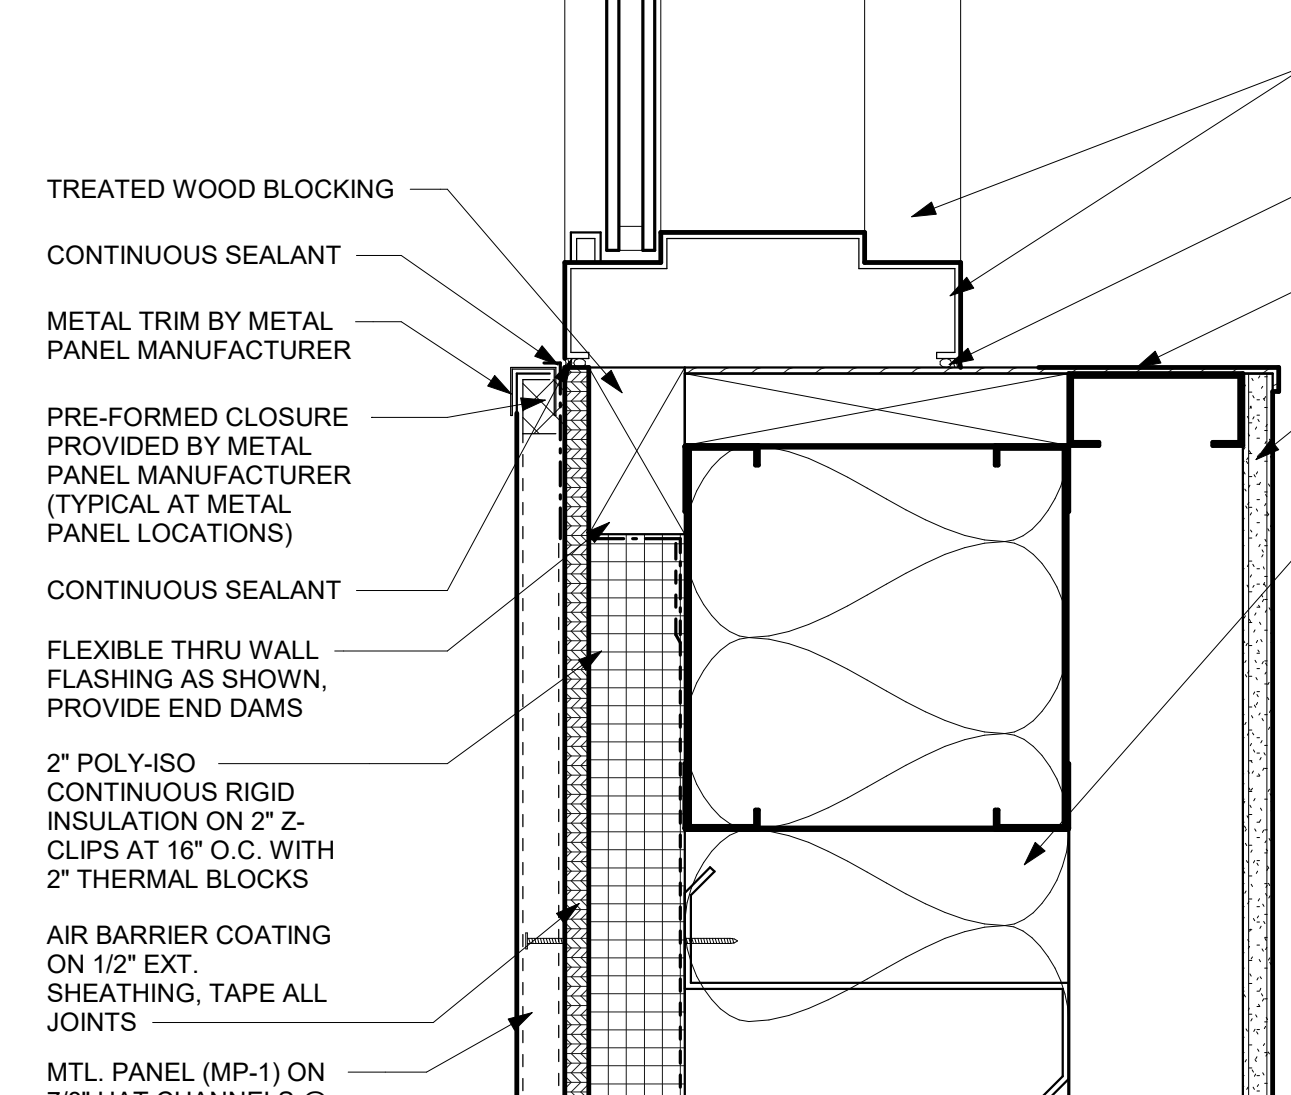 TREATED WOOD BLOCKING
CONTINUOUS SEALANT
METAL TRIM BY METAL
PANEL MANUFACTURER
PRE-FORMED CLOSURE
PROVIDED BY METAL
PANEL MANUFACTURER
(TYPICAL AT METAL
PANEL LOCATIONS)
CONTINUOUS SEALANT
FLEXIBLE THRU WALL
FLASHING AS SHOWN,
PROVIDE END DAMS
2" POLY-ISO
CONTINUOUS RIGID
INSULATION ON 2" Z-
CLIPS AT 16" O.C. WITH
2" THERMAL BLOCKS
AIR BARRIER COATING
ON 1/2" EXT.
SHEATHING, TAPE ALL
JOINTS
MTL. PANEL (MP-1) ON
HAT CHANNELS @